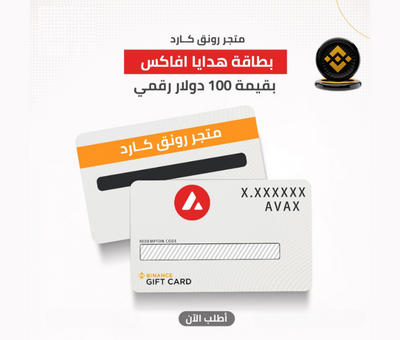 متجر رونق كارد
بطاقة هدايا افاكس
بقيمة 100 دولار رقمي
متجر رونق كارد
X.XXXXXX
AVAX
REDEMPTION CODE
BINANCE
GIFT CARD
أطلب الآن